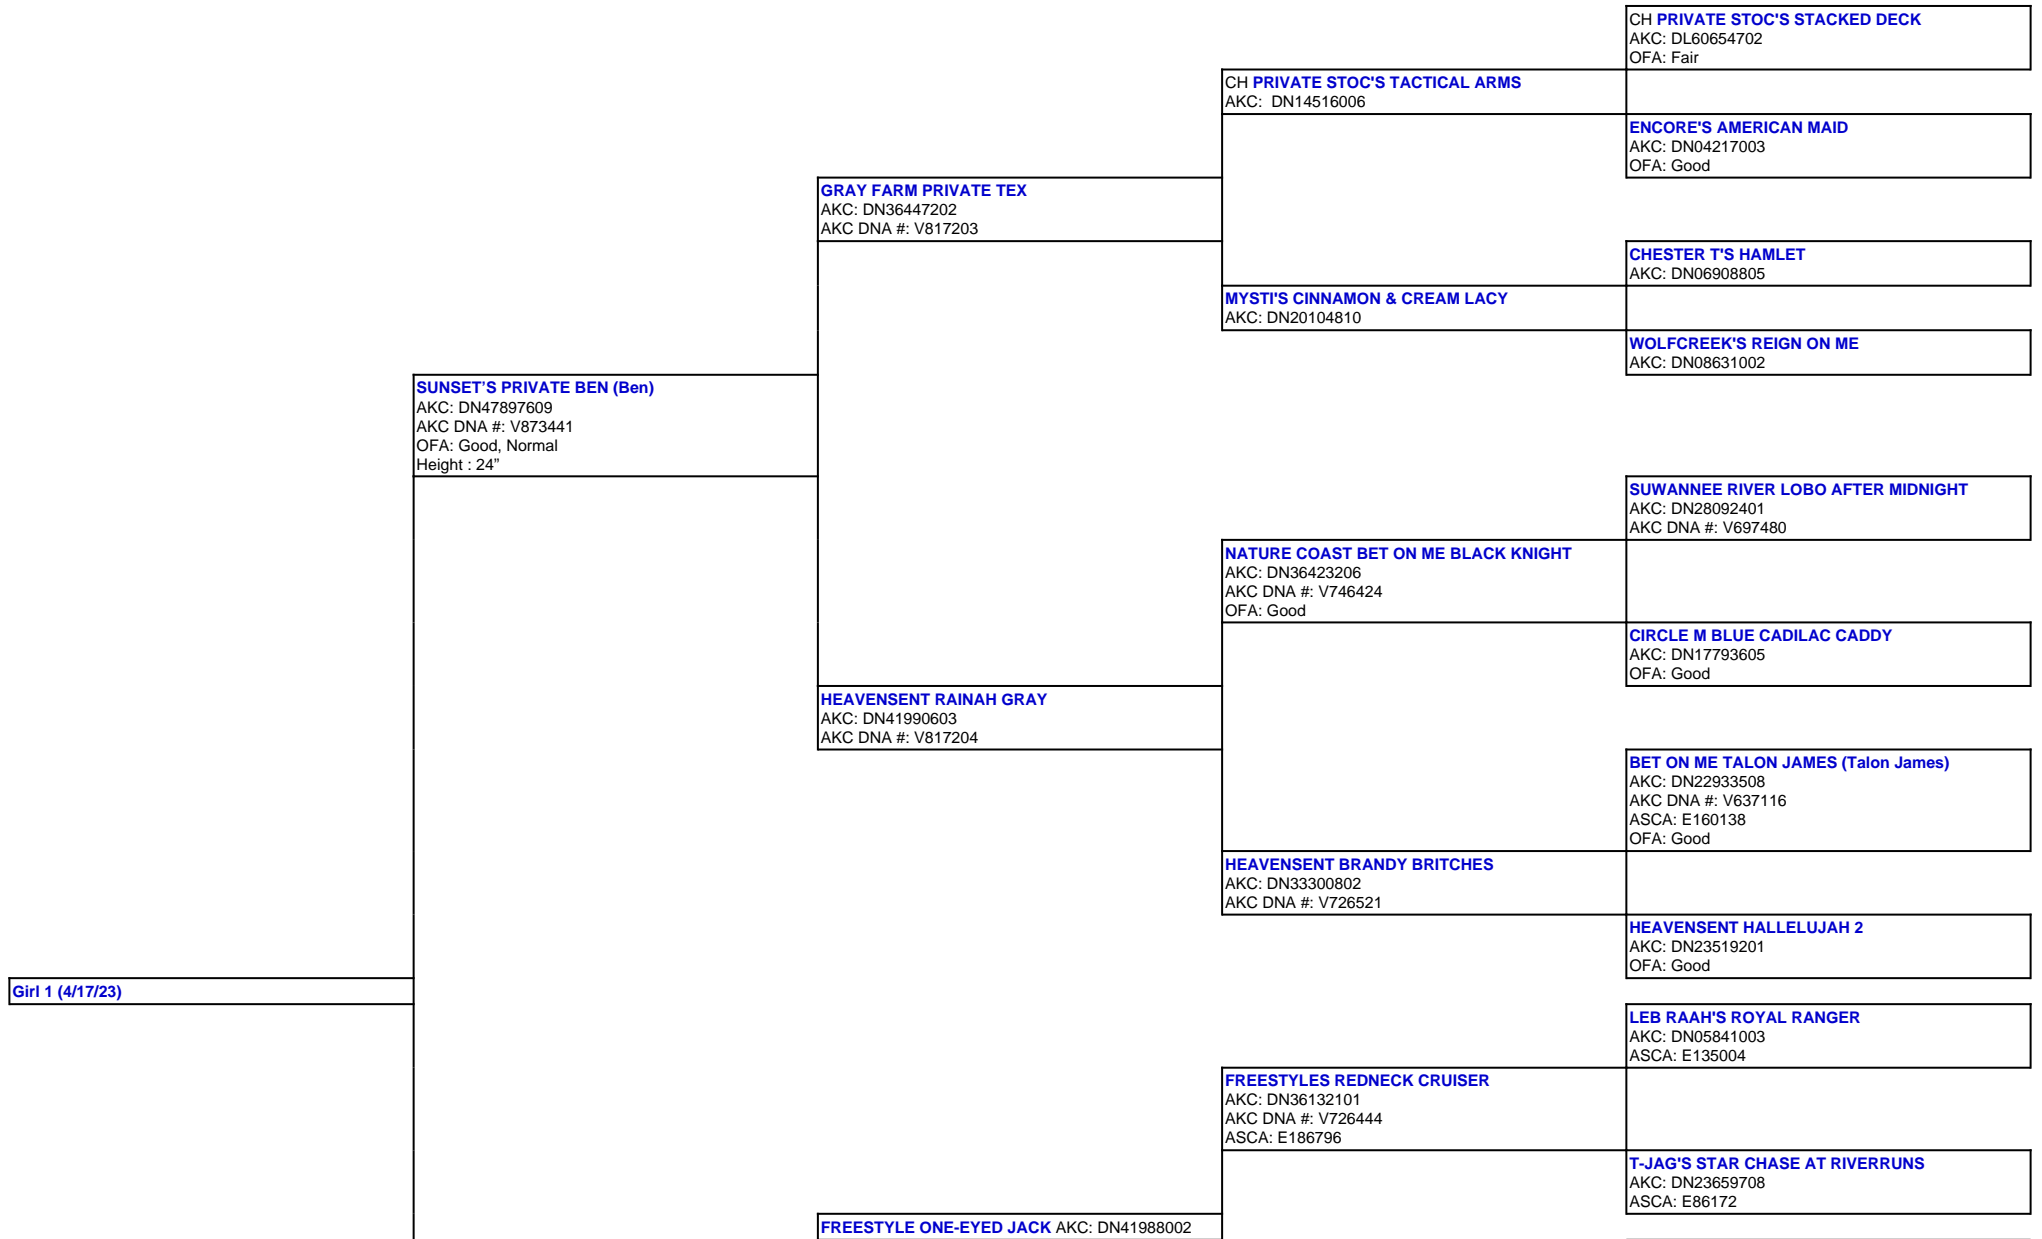 CH PRIVATE STOC'S STACKED DECK
AKC: DL60654702
OFA: Fair
CH PRIVATE STOC'S TACTICAL ARMS
AKC:  DN14516006
ENCORE'S AMERICAN MAID
AKC: DN04217003
OFA: Good
GRAY FARM PRIVATE TEX
AKC: DN36447202
AKC DNA #: V817203
CHESTER T'S HAMLET
AKC: DN06908805
MYSTI'S CINNAMON & CREAM LACY
AKC: DN20104810
WOLFCREEK'S REIGN ON ME
AKC: DN08631002
SUNSET’S PRIVATE BEN (Ben)
AKC: DN47897609
AKC DNA #: V873441
OFA: Good, Normal
Height : 24”
SUWANNEE RIVER LOBO AFTER MIDNIGHT
AKC: DN28092401
AKC DNA #: V697480
NATURE COAST BET ON ME BLACK KNIGHT
AKC: DN36423206
AKC DNA #: V746424
OFA: Good
CIRCLE M BLUE CADILAC CADDY
AKC: DN17793605
OFA: Good
HEAVENSENT RAINAH GRAY
AKC: DN41990603
AKC DNA #: V817204
BET ON ME TALON JAMES (Talon James)
AKC: DN22933508
AKC DNA #: V637116
ASCA: E160138
OFA: Good
HEAVENSENT BRANDY BRITCHES
AKC: DN33300802
AKC DNA #: V726521
HEAVENSENT HALLELUJAH 2
AKC: DN23519201
OFA: Good
Girl 1 (4/17/23)
LEB RAAH'S ROYAL RANGER
AKC: DN05841003
ASCA: E135004
FREESTYLES REDNECK CRUISER
AKC: DN36132101
AKC DNA #: V726444
ASCA: E186796
T-JAG'S STAR CHASE AT RIVERRUNS
AKC: DN23659708
ASCA: E86172
FREESTYLE ONE-EYED JACK AKC: DN41988002